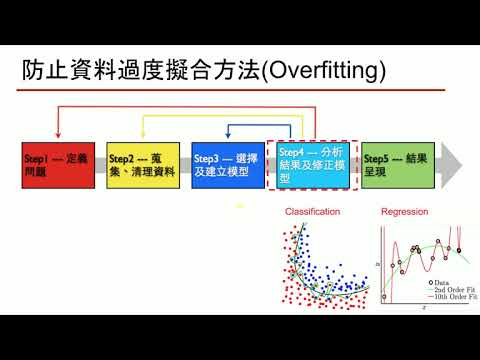 防止資料過度擬合方法(Overfitting)
Step1 --- 定義
問題
Step2 --- 蒐
集、清理資料
Step3 --- 選擇
及建立模型
Step4 --- 分析
結果及修正模
型
Step5 --- 結果
呈現
Classification
Regression
Data
2nd Order Fit
10th Order Fit
x